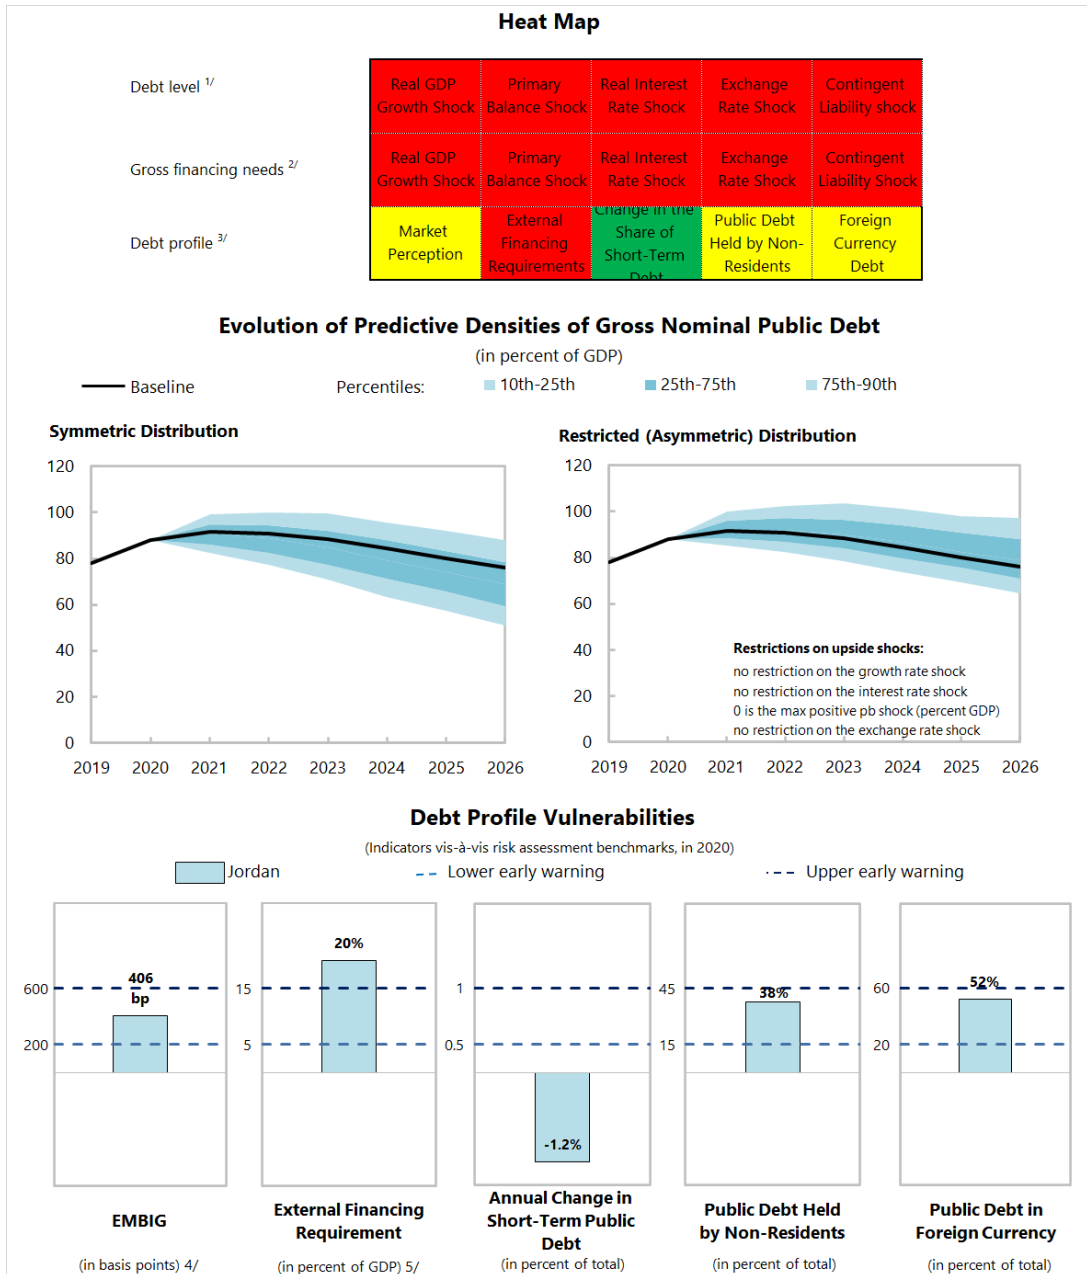 Heat Map
Debt level 1/
Real GDP Growth Shock
Primary Balance Shock
Real Interest Rate Shock
Exchange Rate Shock
Contingent Liability shock
Gross financing needs 2/
Real GDP Growth Shock
Primary Balance Shock
Real Interest Rate Shock
Exchange Rate Shock
Contingent Liability Shock
Debt profile 3/
Market Perception
External Financing Requirements
Change in the Share of Short-Term Debt
Public Debt Held by Non-Residents
Foreign Currency Debt
Evolution of Predictive Densities of Gross Nominal Public Debt
(in percent of GDP)
Baseline
Percentiles:
10th-25th
25th-75th
75th-90th
Symmetric Distribution
120
100
80
60
40
20
0
2019 2020 2021 2022 2023 2024 2025 2026
Restricted (Asymmetric) Distribution
120
100
80
60
40
20
0
Restrictions on upside shocks:
no restriction on the growth rate shock
no restriction on the interest rate shock
0 is the max positive pb shock (percent GDP)
no restriction on the exchange rate shock
2019 2020 2021 2022 2023 2024 2025 2026
Debt Profile Vulnerabilities
(Indicators vis-à-vis risk assessment benchmarks, in 2020)
Jordan
Lower early warning
Upper early warning
600
200
406
bp
EMBIG
(in basis points) 4/
15
5
20%
External Financing
Requirement
(in percent of GDP) 5/
1
0.5
-1.2%
Annual Change in
Short-Term Public
Debt
(in percent of total)
45
15
38%
Public Debt Held
by Non-Residents
(in percent of total)
60
20
52%
Public Debt in
Foreign Currency
(in percent of total)